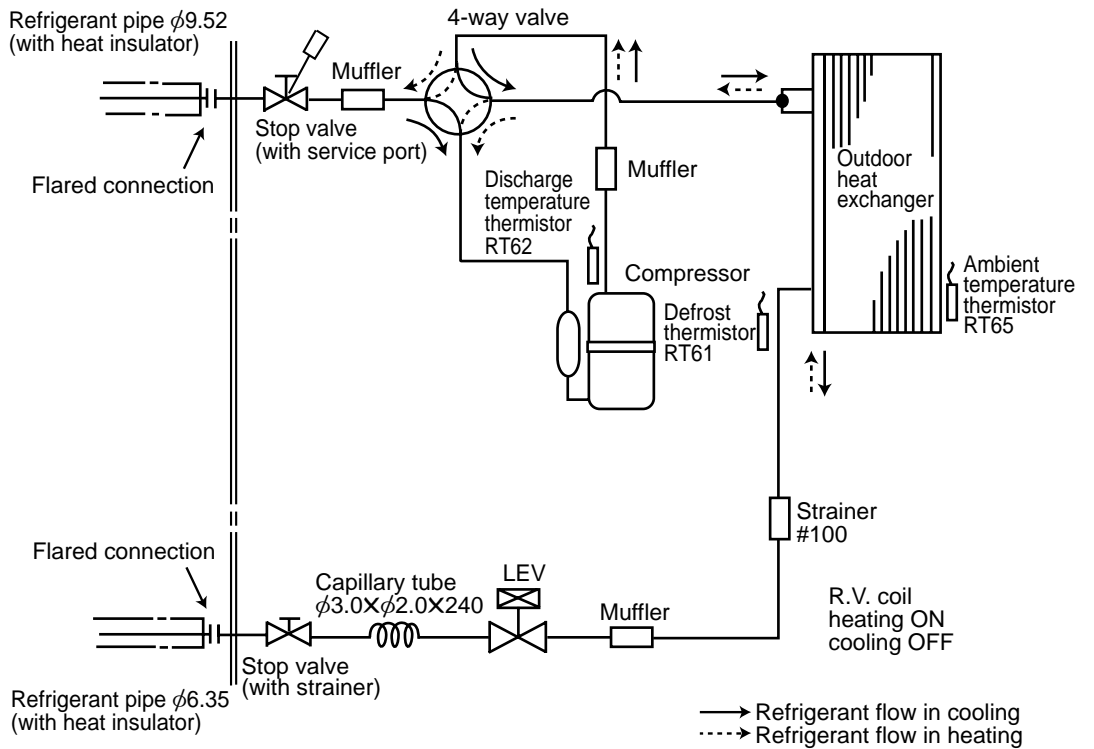 Refrigerant pipe ϕ9.52
(with heat insulator)
4-way valve
Muffler
Stop valve
(with service port)
Flared connection
Discharge
temperature
thermistor
RT62
Muffler
Outdoor
heat
exchanger
Compressor
Defrost
thermistor
RT61
Ambient
temperature
thermistor
RT65
Strainer
#100
Flared connection
Capillary tube
ϕ3.0×ϕ2.0×240
LEV
Muffler
R.V. coil
heating ON
cooling OFF
Stop valve
(with strainer)
Refrigerant pipe ϕ6.35
(with heat insulator)
Refrigerant flow in cooling
Refrigerant flow in heating